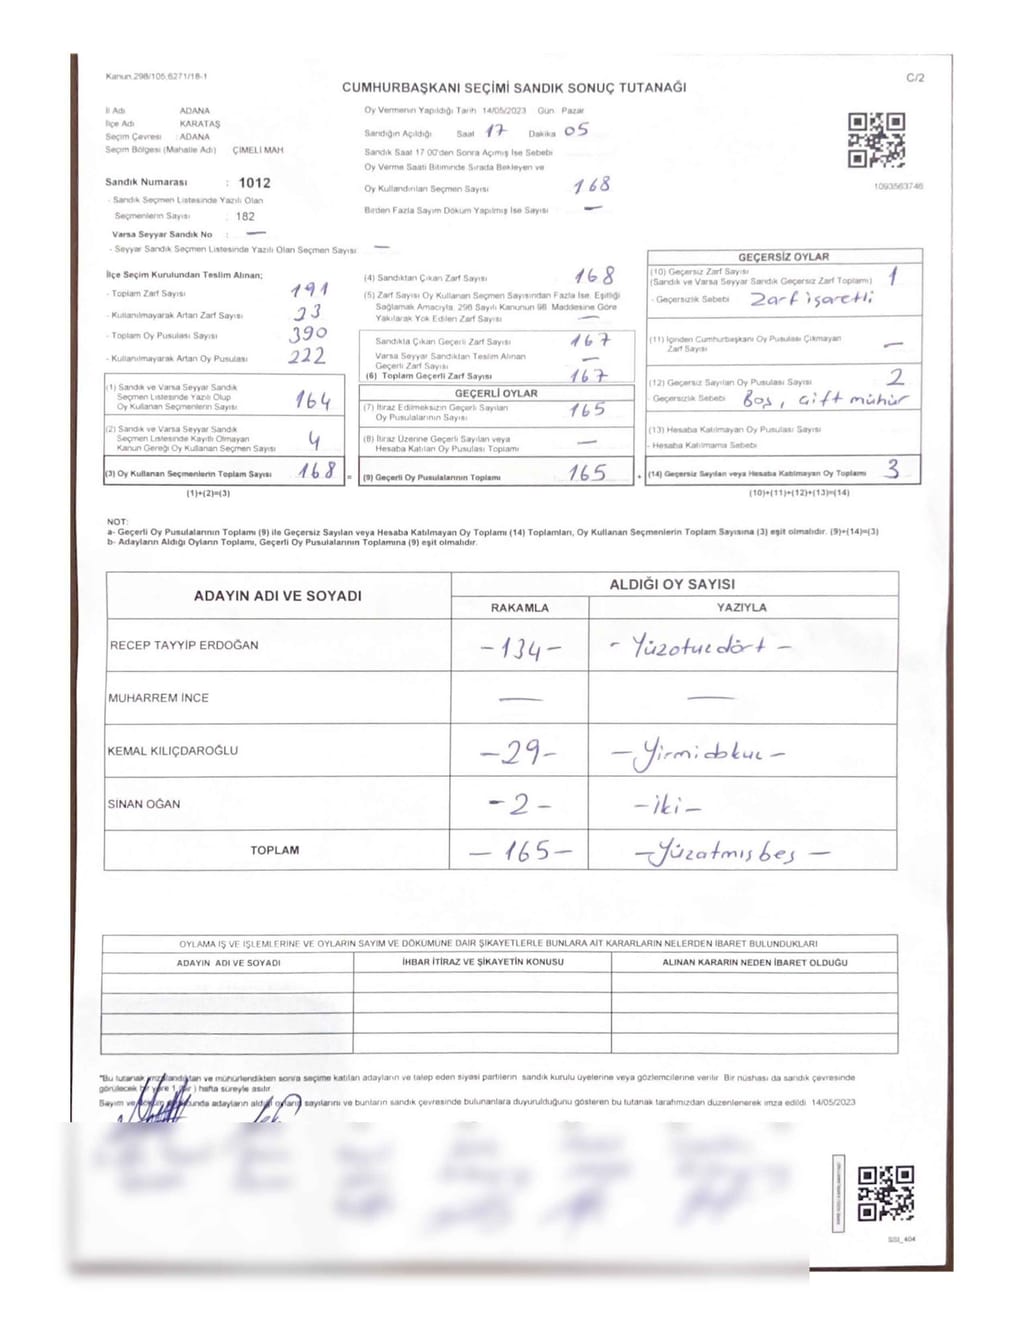 Kanun.298/105.6271/18-1
C/2
CUMHURBAŞKANI SEÇİMİ SANDIK SONUÇ TUTANAĞI
İl Adı ADANA
İlçe Adı KARATAŞ
Seçim Çevresi : ADANA
Seçim Bölgesi (Mahalle Adı) ÇİMELİ MAH.
Oy Vermenin Yapıldığı Tarih 14/05/2023 Gün Pazar
Sandığın Açıldığı Saat 17 Dakika 05
Sandık Saat 17.00'den Sonra Açılmış İse Sebebi
Oy Verme Saati Bitiminde Sırada Bekleyen ve
Oy Kullandırılan Seçmen Sayısı 168
Birden Fazla Sayım Döküm Yapılmış İse Sayısı —
1093563746
Sandık Numarası : 1012
- Sandık Seçmen Listesinde Yazılı Olan
Seçmenlerin Sayısı : 182
Varsa Seyyar Sandık No : —
- Seyyar Sandık Seçmen Listesinde Yazılı Olan Seçmen Sayısı —
İlçe Seçim Kurulundan Teslim Alınan;
- Toplam Zarf Sayısı 191
- Kullanılmayarak Artan Zarf Sayısı 23
- Toplam Oy Pusulası Sayısı 390
- Kullanılmayarak Artan Oy Pusulası 222
(1) Sandık ve Varsa Seyyar Sandık
Seçmen Listesinde Yazılı Olup
Oy Kullanan Seçmenlerin Sayısı 164
(2) Sandık ve Varsa Seyyar Sandık
Seçmen Listesinde Kayıtlı Olmayan
Kanun Gereği Oy Kullanan Seçmen Sayısı 4
(3) Oy Kullanan Seçmenlerin Toplam Sayısı 168 =
(1)+(2)=(3)
(4) Sandıktan Çıkan Zarf Sayısı 168
(5) Zarf Sayısı Oy Kullanan Seçmen Sayısından Fazla İse, Eşitliği
Sağlamak Amacıyla, 298 Sayılı Kanunun 98. Maddesine Göre
Yakılarak Yok Edilen Zarf Sayısı —
Sandıkta Çıkan Geçerli Zarf Sayısı 167
Varsa Seyyar Sandıktan Teslim Alınan
Geçerli Zarf Sayısı —
(6) Toplam Geçerli Zarf Sayısı 167
GEÇERLİ OYLAR
(7) İtiraz Edilmeksizin Geçerli Sayılan
Oy Pusulalarının Sayısı 165
(8) İtiraz Üzerine Geçerli Sayılan veya
Hesaba Katılan Oy Pusulası Toplamı —
(9) Geçerli Oy Pusulalarının Toplamı 165 +
GEÇERSİZ OYLAR
(10) Geçersiz Zarf Sayısı
(Sandık ve Varsa Seyyar Sandık Geçersiz Zarf Toplamı) 1
- Geçersizlik Sebebi Zarf işaretli
(11) İçinden Cumhurbaşkanı Oy Pusulası Çıkmayan
Zarf Sayısı —
(12) Geçersiz Sayılan Oy Pusulası Sayısı 2
Geçersizlik Sebebi Boş, çift mühür
(13) Hesaba Katılmayan Oy Pusulası Sayısı
- Hesaba Katılmama Sebebi
(14) Geçersiz Sayılan veya Hesaba Katılmayan Oy Toplamı 3
(10)+(11)+(12)+(13)=(14)
NOT:
a- Geçerli Oy Pusulalarının Toplamı (9) ile Geçersiz Sayılan veya Hesaba Katılmayan Oy Toplamı (14) Toplamları, Oy Kullanan Seçmenlerin Toplam Sayısına (3) eşit olmalıdır. (9)+(14)=(3)
b- Adayların Aldığı Oyların Toplamı, Geçerli Oy Pusulalarının Toplamına (9) eşit olmalıdır.
ADAYIN ADI VE SOYADI ALDIĞI OY SAYISI
RAKAMLA YAZIYLA
RECEP TAYYİP ERDOĞAN -134- - Yüzotuzdört -
MUHARREM İNCE — —
KEMAL KILIÇDAROĞLU -29- -Yirmidokuz-
SİNAN OĞAN -2- -iki-
TOPLAM -165- -Yüzatmışbeş-
OYLAMA İŞ VE İŞLEMLERİNE VE OYLARIN SAYIM VE DÖKÜMÜNE DAİR ŞİKAYETLERLE BUNLARA AİT KARARLARIN NELERDEN İBARET BULUNDUKLARI
ADAYIN ADI VE SOYADI İHBAR İTİRAZ VE ŞİKAYETİN KONUSU ALINAN KARARIN NEDEN İBARET OLDUĞU
"Bu tutanak imzalandıktan ve mühürlendikten sonra seçime katılan adayların ve talep eden siyasi partilerin sandık kurulu üyelerine veya gözlemcilerine verilir. Bir nüshası da sandık çevresinde
görülecek bir yere 1 (bir) hafta süreyle asılır.
Sayım ve döküm sonucunda adayların aldığı oyların sayılarını ve bunların sandık çevresinde bulunanlara duyurulduğunu gösteren bu tutanak tarafımızdan düzenlenerek imza edildi. 14/05/2023